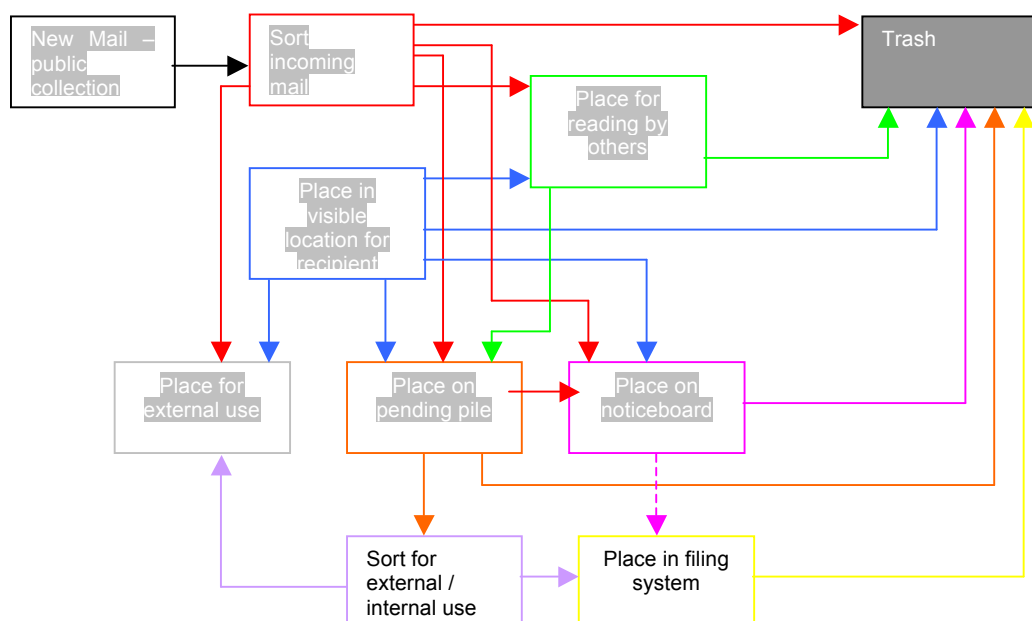 New Mail –
public
collection
Sort
incoming
mail
Trash
Place for
reading by
others
Place in
visible
location for
recipient
Place for
external use
Place on
pending pile
Place on
noticeboard
Sort for
external /
internal use
Place in filing
system